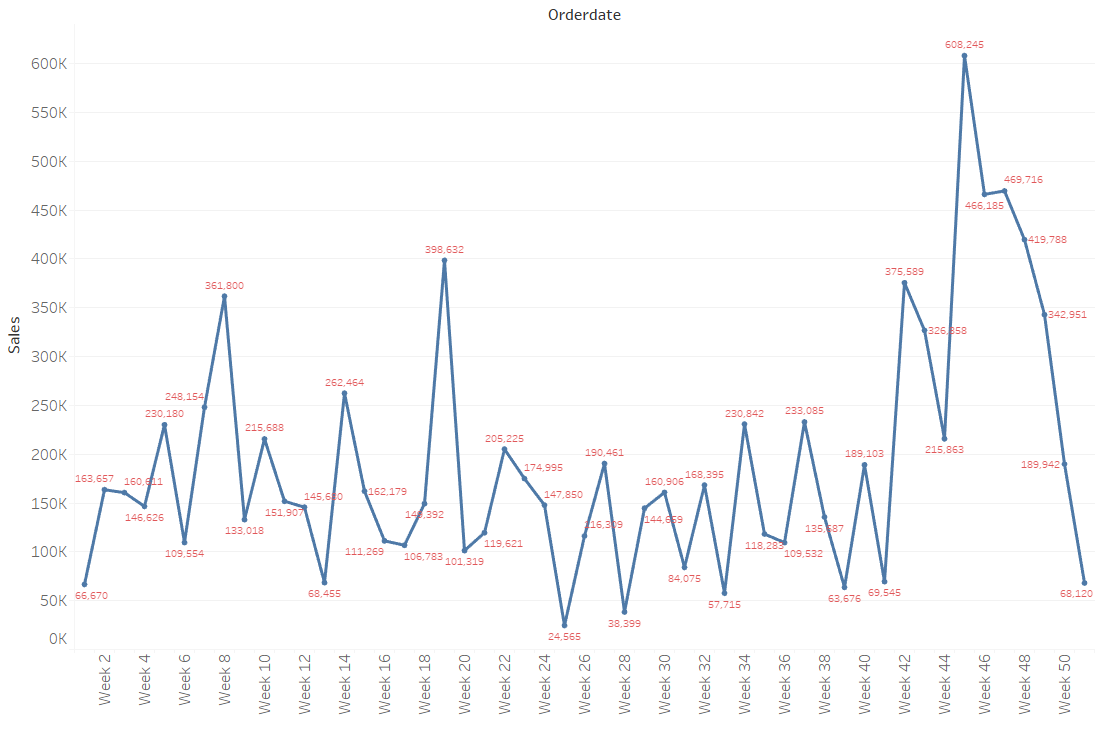 Orderdate
Sales
600K
550K
500K
450K
400K
350K
300K
250K
200K
150K
100K
50K
0K
66,670
163,657
160,611
146,626
230,180
109,554
248,154
361,800
133,018
215,688
151,907
145,680
68,455
262,464
162,179
111,269
106,783
149,392
398,632
101,319
119,621
205,225
174,995
147,850
24,565
116,309
190,461
38,399
144,669
160,906
84,075
168,395
57,715
230,842
118,283
109,532
233,085
135,687
63,676
189,103
69,545
375,589
326,858
215,863
608,245
466,185
469,716
419,788
342,951
189,942
68,120
Week 2
Week 4
Week 6
Week 8
Week 10
Week 12
Week 14
Week 16
Week 18
Week 20
Week 22
Week 24
Week 26
Week 28
Week 30
Week 32
Week 34
Week 36
Week 38
Week 40
Week 42
Week 44
Week 46
Week 48
Week 50